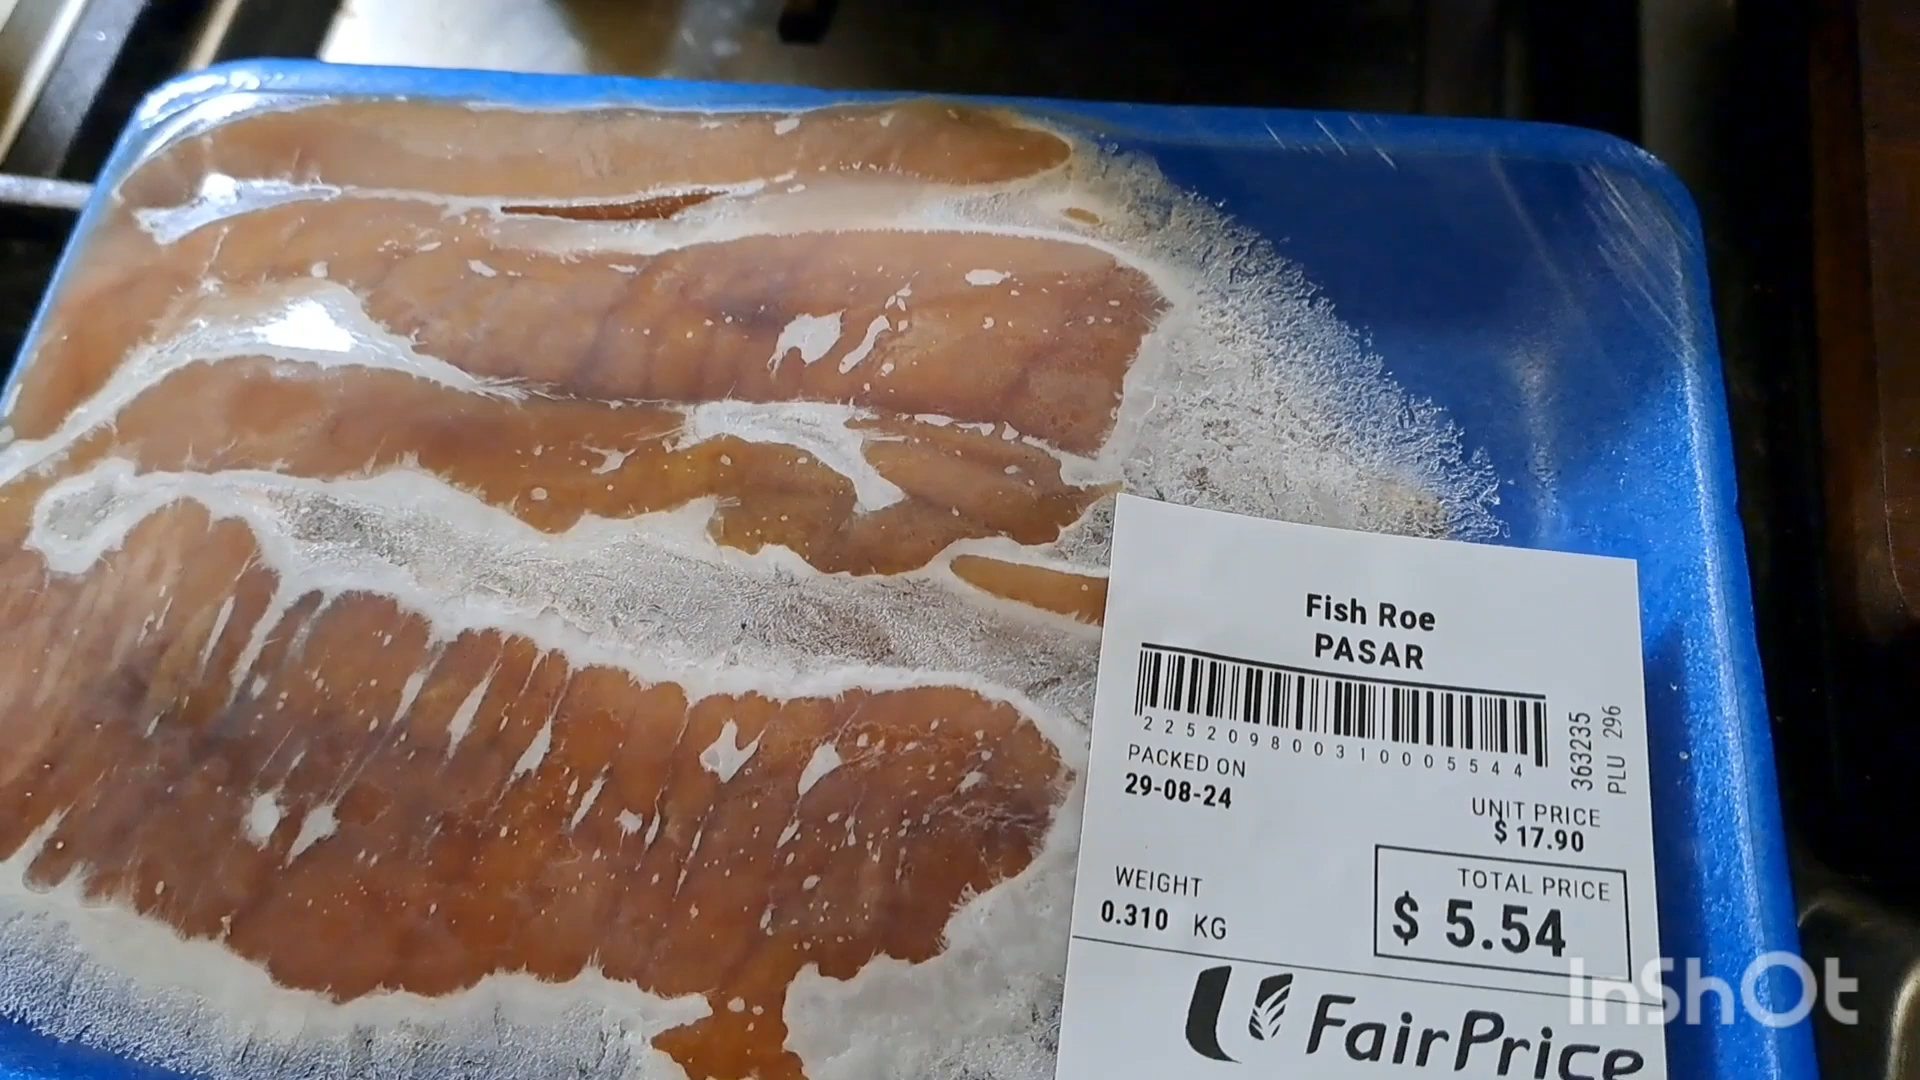 Fish Roe
PASAR
225209800310005544
363235
PLU 296
PACKED ON
29-08-24
UNIT PRICE
$ 17.90
WEIGHT
0.310 KG
TOTAL PRICE
$ 5.54
FairPrice
InShOt